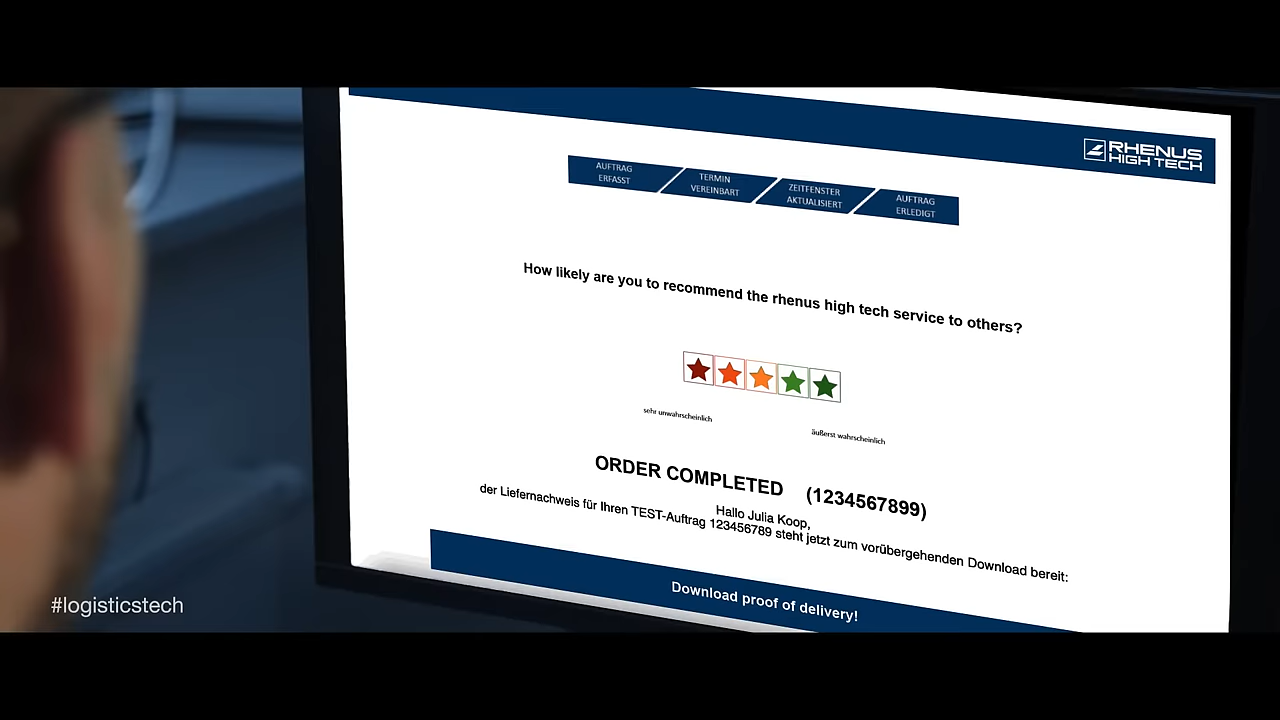 RHENUS
HIGH TECH
AUFTRAG
ERFASST
TERMIN
VEREINBART
ZEITFENSTER
AKTUALISIERT
AUFTRAG
ERLEDIGT
How likely are you to recommend the rhenus high tech service to others?
sehr unwahrscheinlich
äußerst wahrscheinlich
ORDER COMPLETED (1234567899)
Hallo Julia Koop,
der Liefernachweis für Ihren TEST-Auftrag 123456789 steht jetzt zum vorübergehenden Download bereit:
Download proof of delivery!
#logisticstech